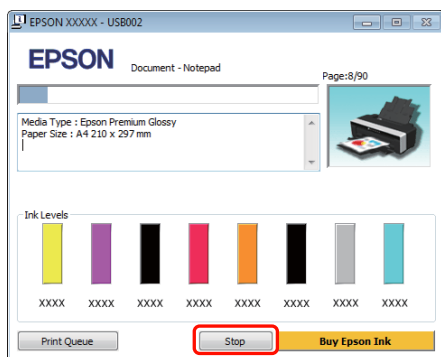 EPSON XXXXX - USB002
EPSON
Document - Notepad
Page:8/90
Media Type : Epson Premium Glossy
Paper Size : A4 210 x 297 mm
Ink Levels
XXXX XXXX XXXX XXXX XXXX XXXX XXXX XXXX
Print Queue Stop Buy Epson Ink